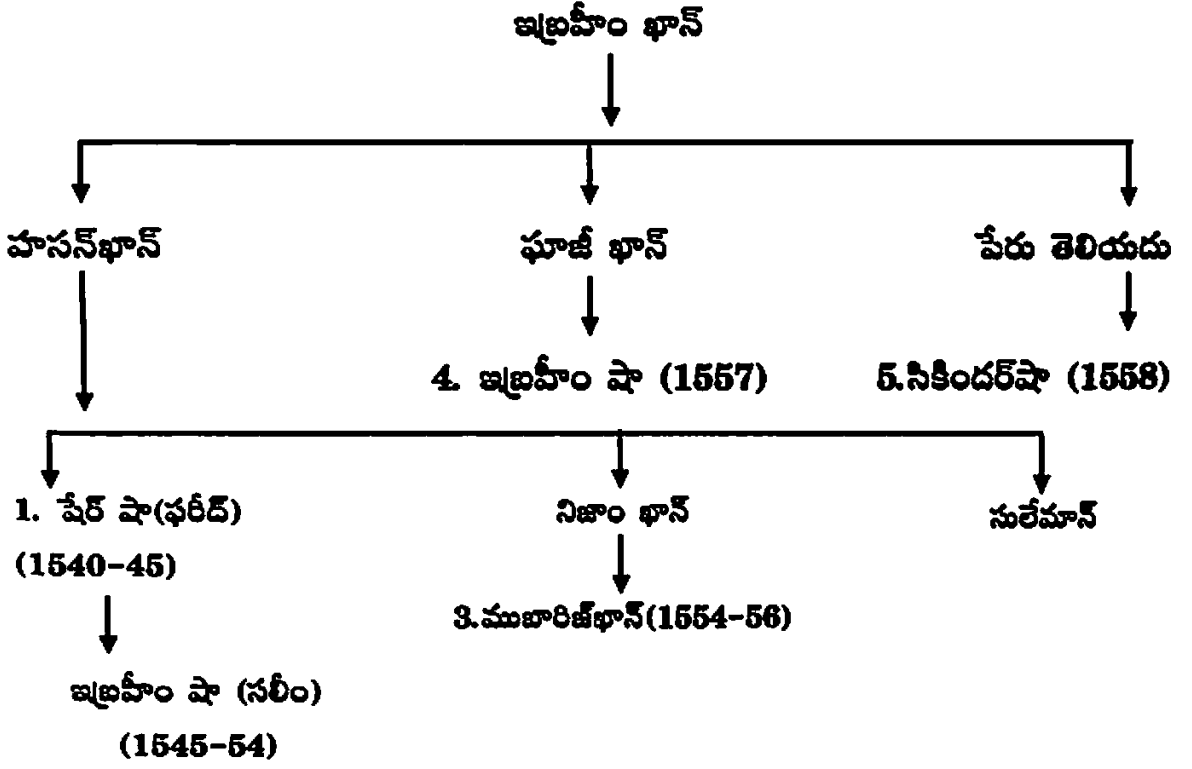 ఇబ్రహీం ఖాన్
హసన్‌ఖాన్ ఘాజీ ఖాన్ పేరు తెలియదు
4. ఇబ్రహీం షా (1557) 5.సికిందర్‌షా (1558)
1. షేర్ షా(ఫరీద్) నిజాం ఖాన్ సులేమాన్
(1540-45)
3.ముబారిజ్‌ఖాన్(1554-56)
ఇబ్రహీం షా (సలీం)
(1545-54)